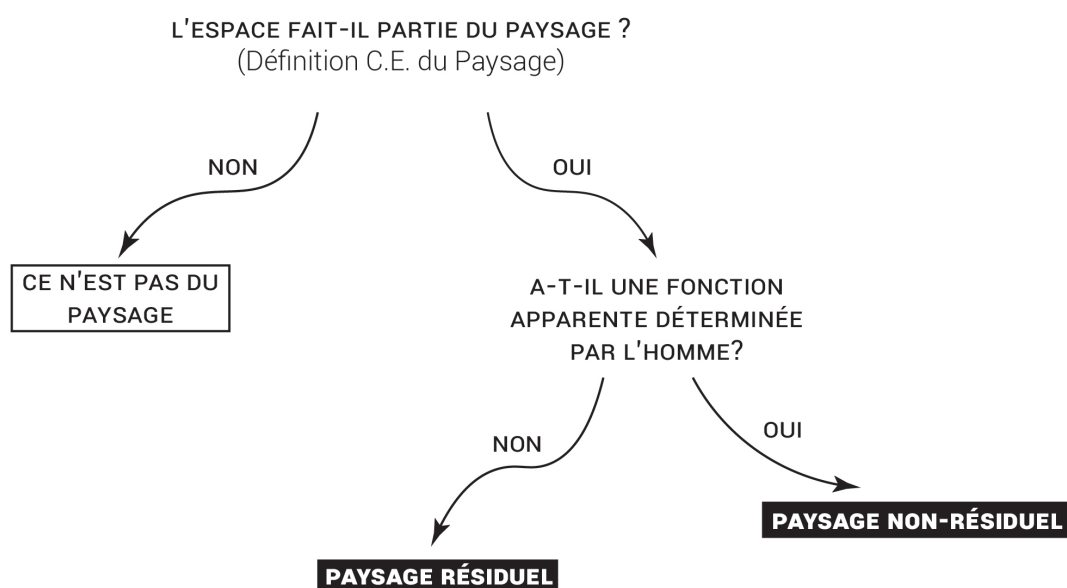 L'ESPACE FAIT-IL PARTIE DU PAYSAGE ?
(Définition C.E. du Paysage)
NON
OUI
CE N'EST PAS DU
PAYSAGE
A-T-IL UNE FONCTION
APPARENTE DÉTERMINÉE
PAR L'HOMME?
NON
OUI
PAYSAGE NON-RÉSIDUEL
PAYSAGE RÉSIDUEL